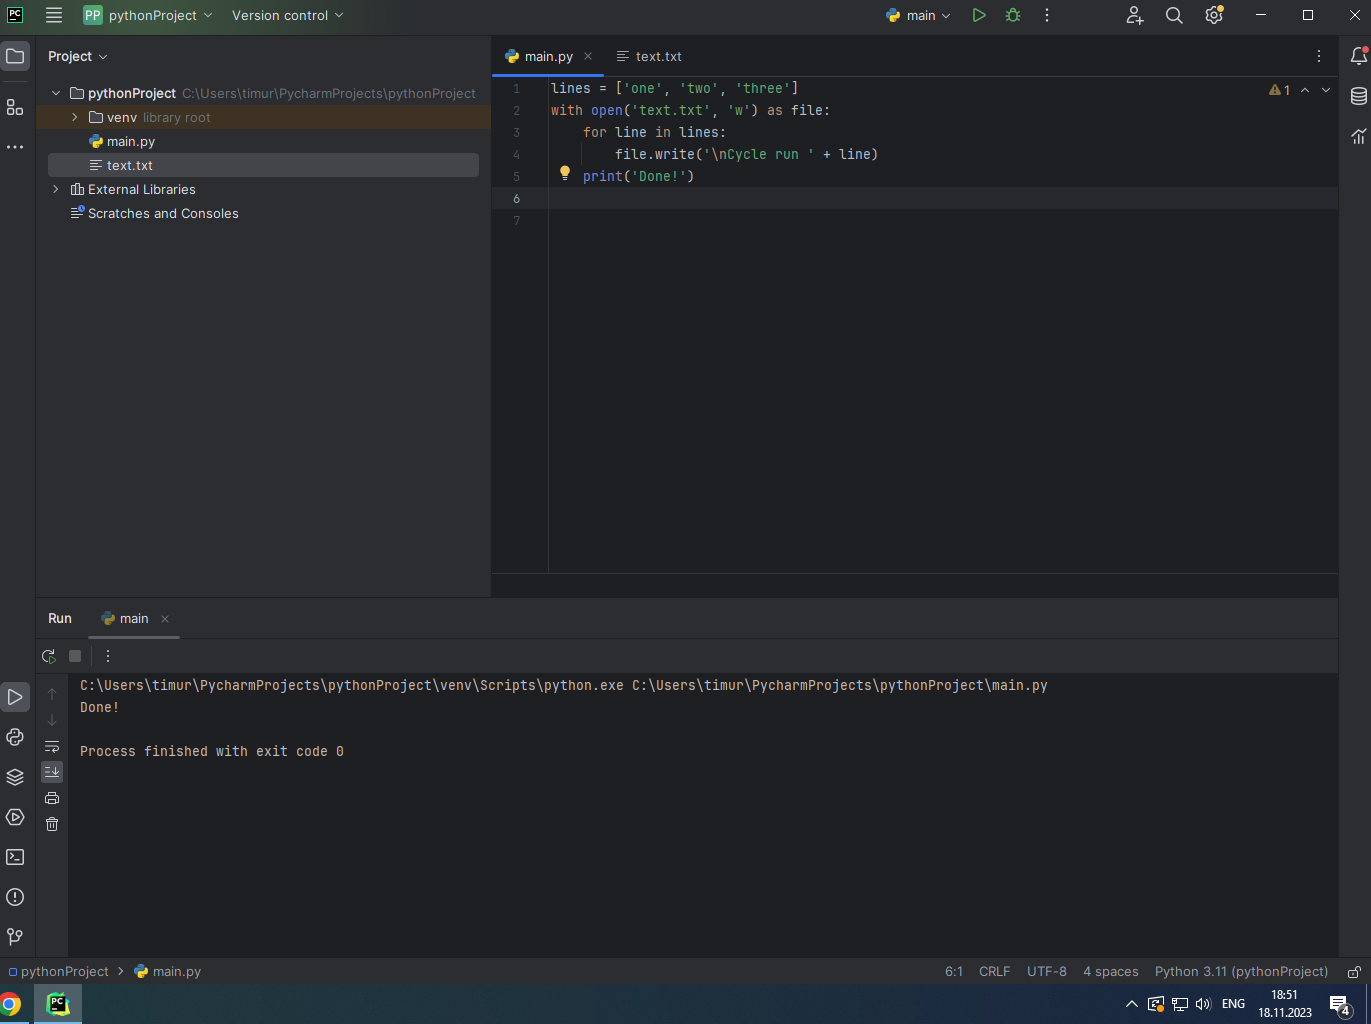 PC PP pythonProject Version control main
Project
main.py text.txt
pythonProject C:\Users\timur\PycharmProjects\pythonProject
venv library root
main.py
text.txt
External Libraries
Scratches and Consoles
1 lines = ['one', 'two', 'three']
2 with open('text.txt', 'w') as file:
3 for line in lines:
4 file.write('\nCycle run ' + line)
5 print('Done!')
6
7
1
Run main
C:\Users\timur\PycharmProjects\pythonProject\venv\Scripts\python.exe C:\Users\timur\PycharmProjects\pythonProject\main.py
Done!
Process finished with exit code 0
pythonProject main.py 6:1 CRLF UTF-8 4 spaces Python 3.11 (pythonProject)
PC ENG 18:51
18.11.2023
4